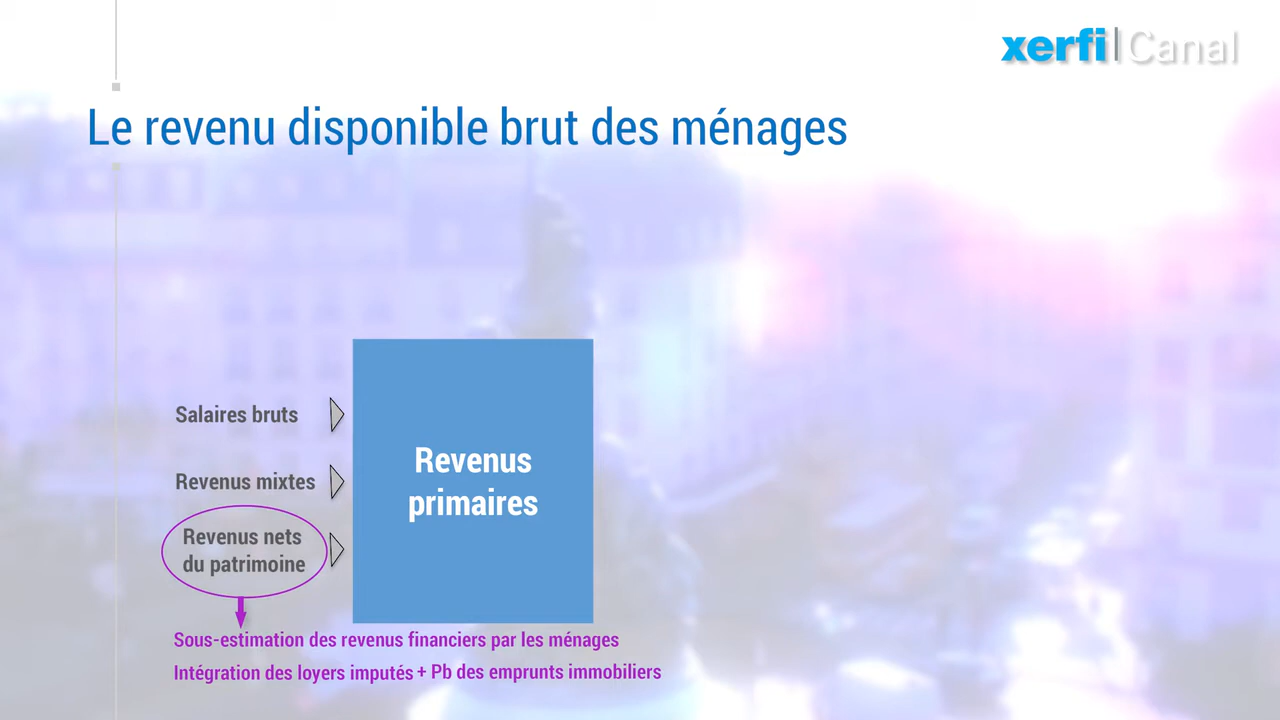 xerfi Canal
Le revenu disponible brut des ménages
Salaires bruts
Revenus mixtes
Revenus nets
du patrimoine
Revenus
primaires
Sous-estimation des revenus financiers par les ménages
Intégration des loyers imputés + Pb des emprunts immobiliers